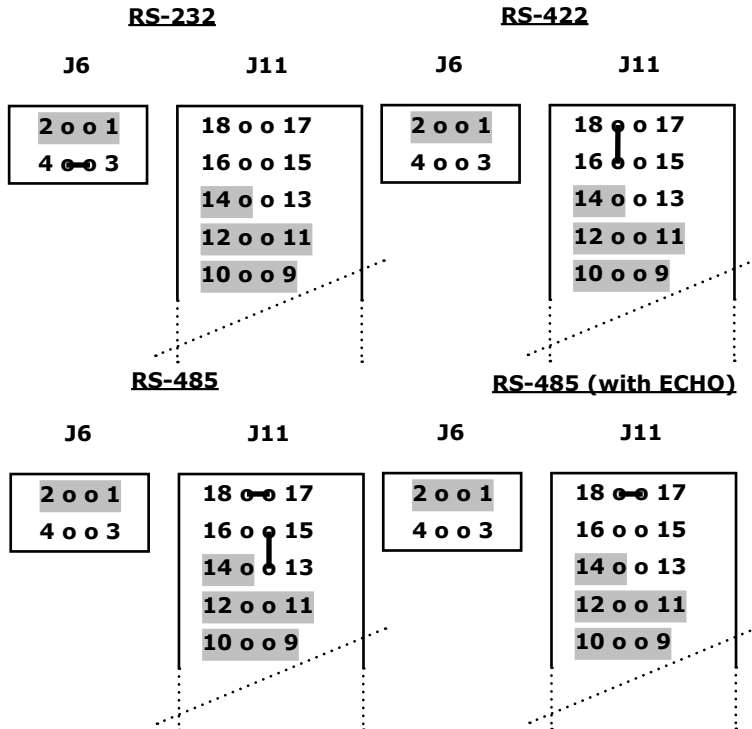 RS-232 RS-422
J6 J11 J6 J11
2 o o 1 18 o o 17 2 o o 1 18 o o 17
4 o o 3 16 o o 15 4 o o 3 16 o o 15
14 o o 13 14 o o 13
12 o o 11 12 o o 11
10 o o 9 10 o o 9
RS-485 RS-485 (with ECHO)
J6 J11 J6 J11
2 o o 1 18 o o 17 2 o o 1 18 o o 17
4 o o 3 16 o o 15 4 o o 3 16 o o 15
14 o o 13 14 o o 13
12 o o 11 12 o o 11
10 o o 9 10 o o 9